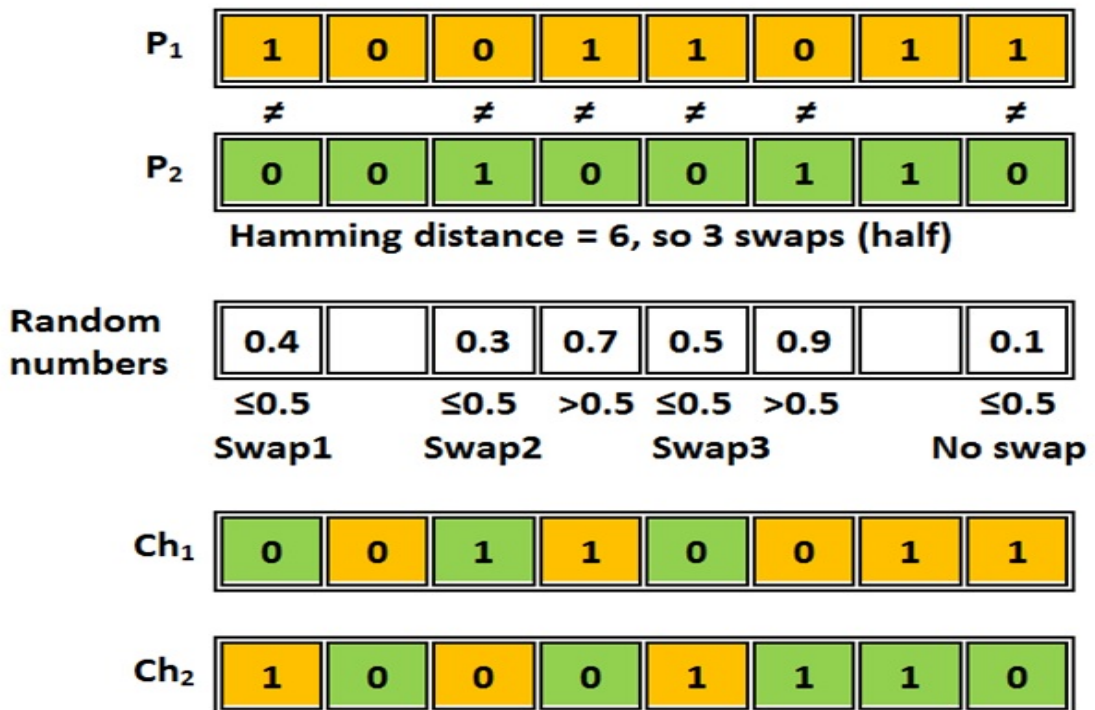 P₁ 1 0 0 1 1 0 1 1
≠ ≠ ≠ ≠ ≠ ≠
P₂ 0 0 1 0 0 1 1 0
Hamming distance = 6, so 3 swaps (half)
Random
numbers
0.4 0.3 0.7 0.5 0.9 0.1
≤0.5 ≤0.5 >0.5 ≤0.5 >0.5 ≤0.5
Swap1 Swap2 Swap3 No swap
Ch₁ 0 0 1 1 0 0 1 1
Ch₂ 1 0 0 0 1 1 1 0